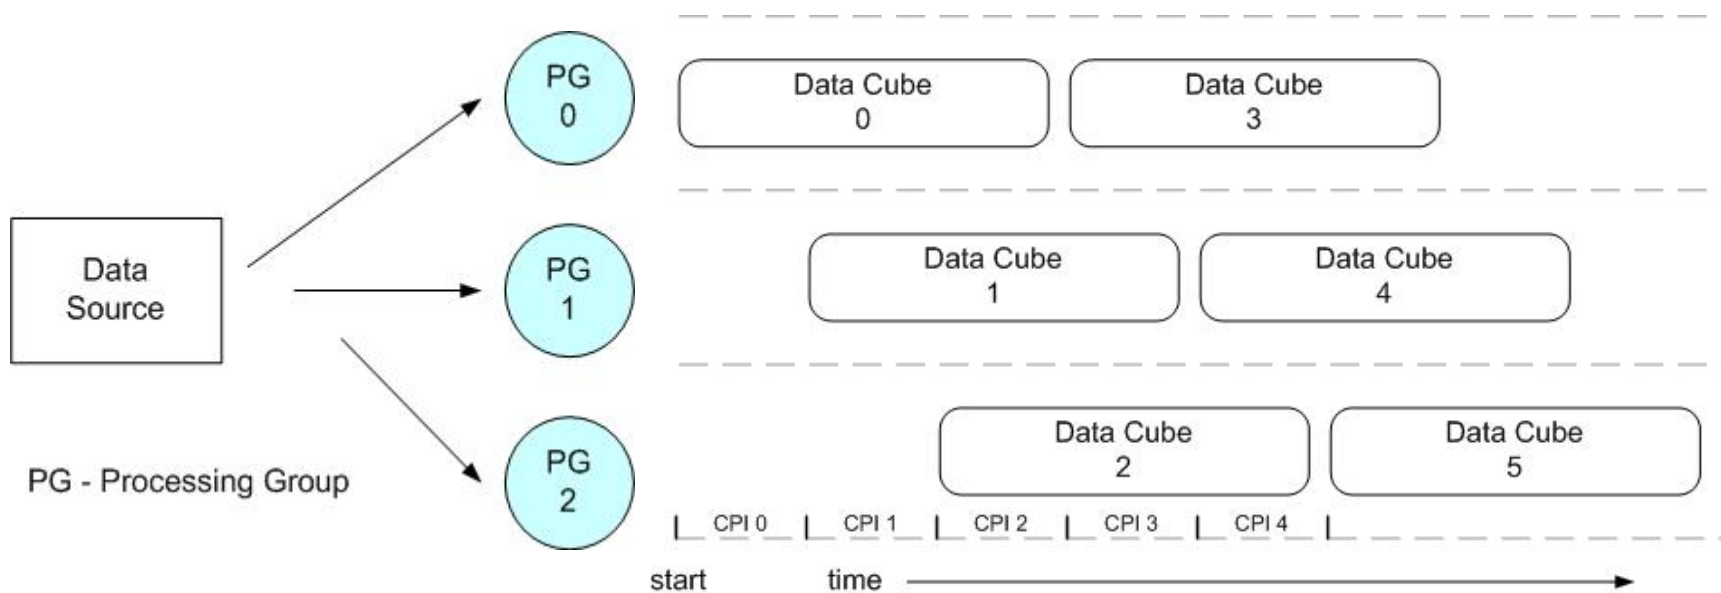 PG
0
Data Cube
0
Data Cube
3
Data
Source
PG
1
Data Cube
1
Data Cube
4
PG - Processing Group
PG
2
Data Cube
2
Data Cube
5
CPI 0
CPI 1
CPI 2
CPI 3
CPI 4
start
time